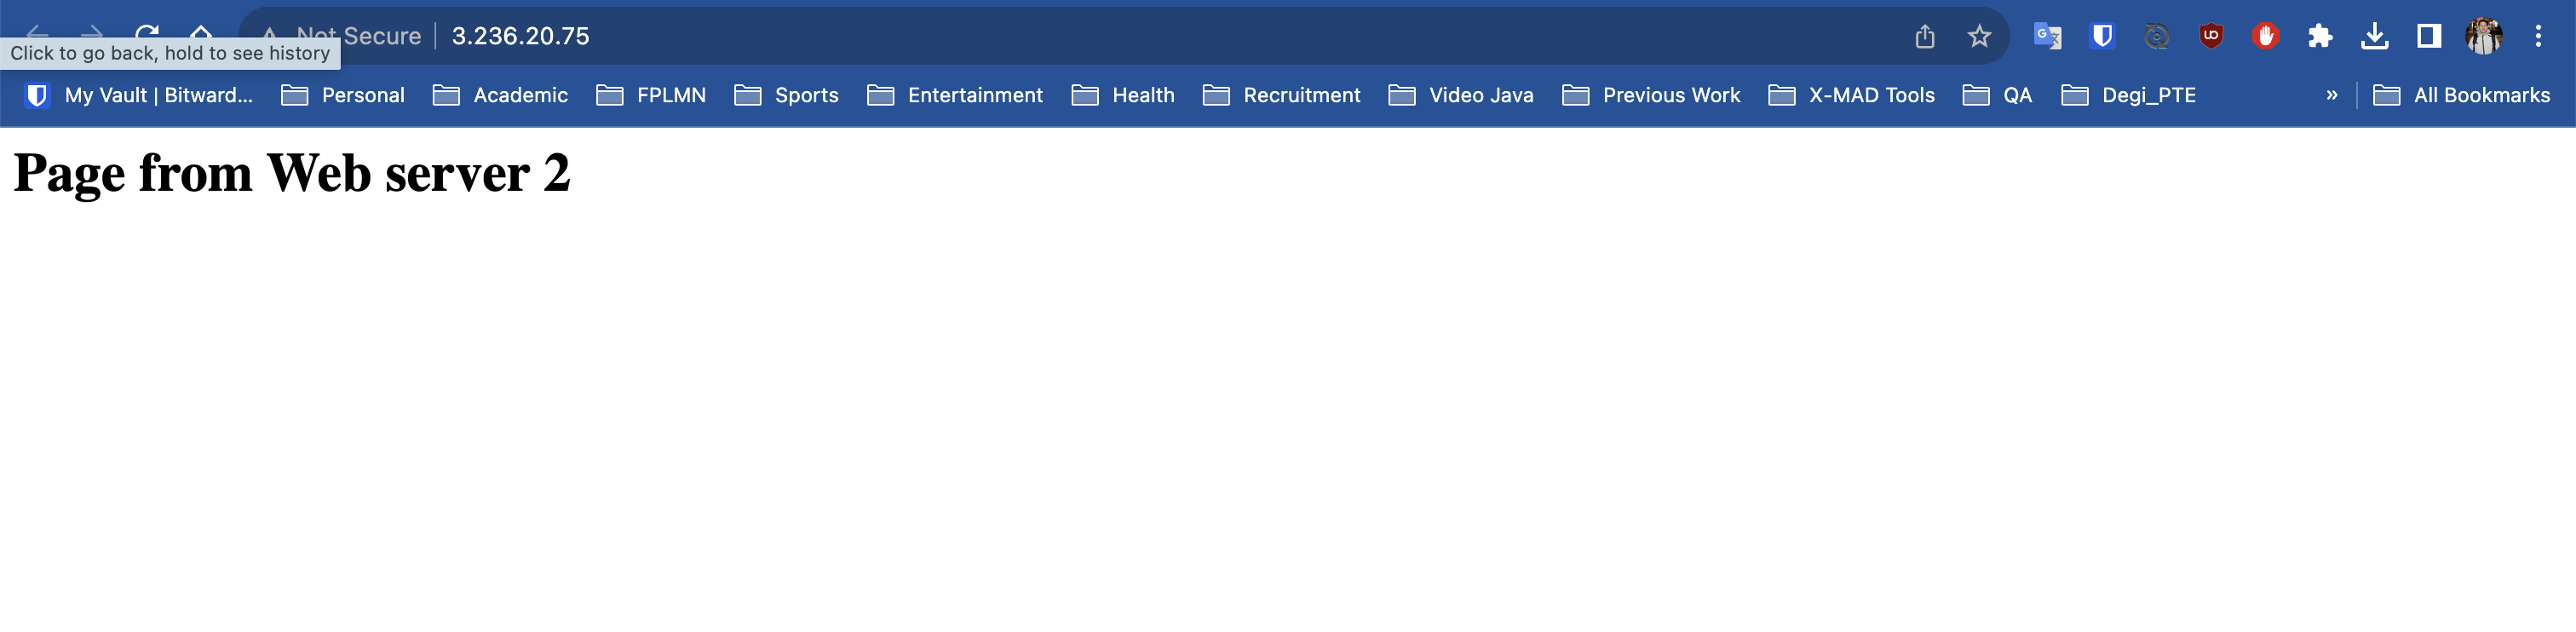 Not Secure 3.236.20.75
Click to go back, hold to see history
My Vault | Bitward... Personal Academic FPLMN Sports Entertainment Health Recruitment Video Java Previous Work X-MAD Tools QA Degi_PTE » All Bookmarks
Page from Web server 2